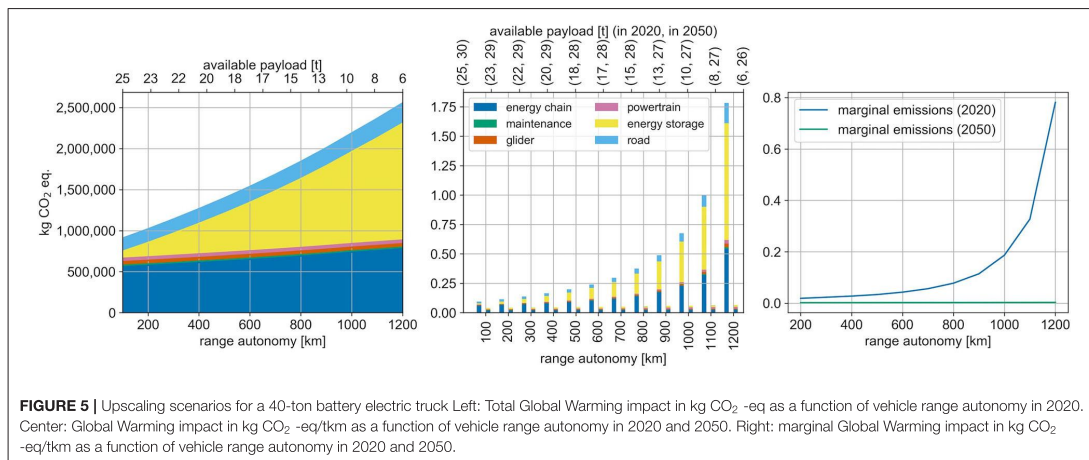 available payload [t]
25 23 22 20 18 17 15 13 10 8 6
2,500,000
2,000,000
1,500,000
1,000,000
500,000
0
kg CO2 eq.
200 400 600 800 1000 1200
range autonomy [km]
available payload [t] (in 2020, in 2050)
(25, 30) (23, 29) (22, 29) (20, 29) (18, 28) (17, 28) (15, 28) (13, 27) (10, 27) (8, 27) (6, 26)
1.75
1.50
1.25
1.00
0.75
0.50
0.25
0.00
energy chain
maintenance
glider
powertrain
energy storage
road
100 200 300 400 500 600 700 800 900 1000 1100 1200
range autonomy [km]
0.8
0.6
0.4
0.2
0.0
marginal emissions (2020)
marginal emissions (2050)
200 400 600 800 1000 1200
range autonomy [km]
FIGURE 5 | Upscaling scenarios for a 40-ton battery electric truck Left: Total Global Warming impact in kg CO2 -eq as a function of vehicle range autonomy in 2020.
Center: Global Warming impact in kg CO2 -eq/tkm as a function of vehicle range autonomy in 2020 and 2050. Right: marginal Global Warming impact in kg CO2
-eq/tkm as a function of vehicle range autonomy in 2020 and 2050.